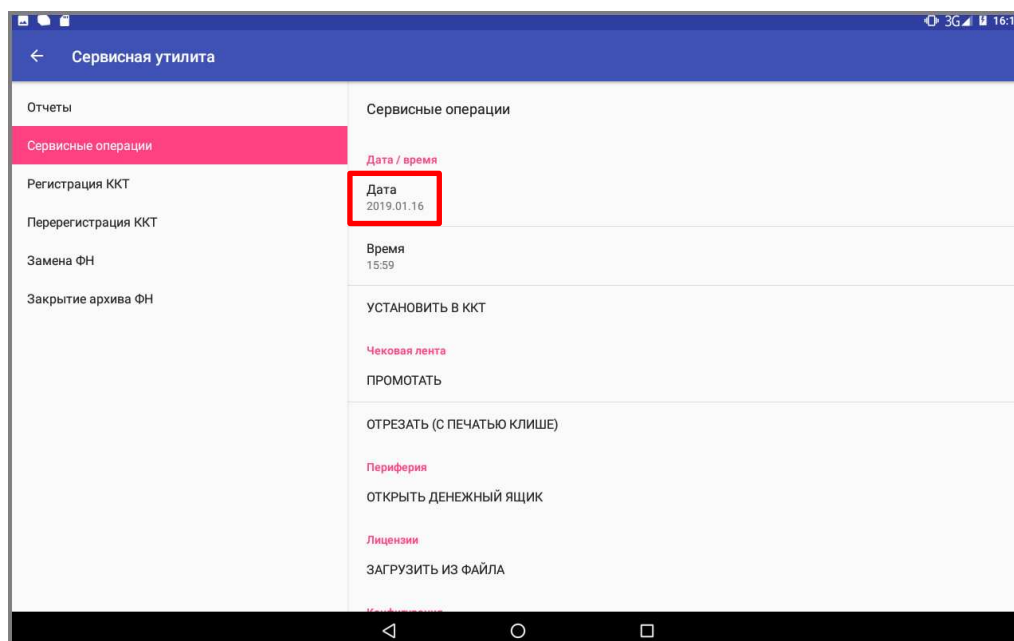 3G 16:1
Сервисная утилита
Отчеты
Сервисные операции
Регистрация ККТ
Перерегистрация ККТ
Замена ФН
Закрытие архива ФН
Сервисные операции
Дата / время
Дата
2019.01.16
Время
15:59
УСТАНОВИТЬ В ККТ
Чековая лента
ПРОМОТАТЬ
ОТРЕЗАТЬ (С ПЕЧАТЬЮ КЛИШЕ)
Периферия
ОТКРЫТЬ ДЕНЕЖНЫЙ ЯЩИК
Лицензии
ЗАГРУЗИТЬ ИЗ ФАЙЛА